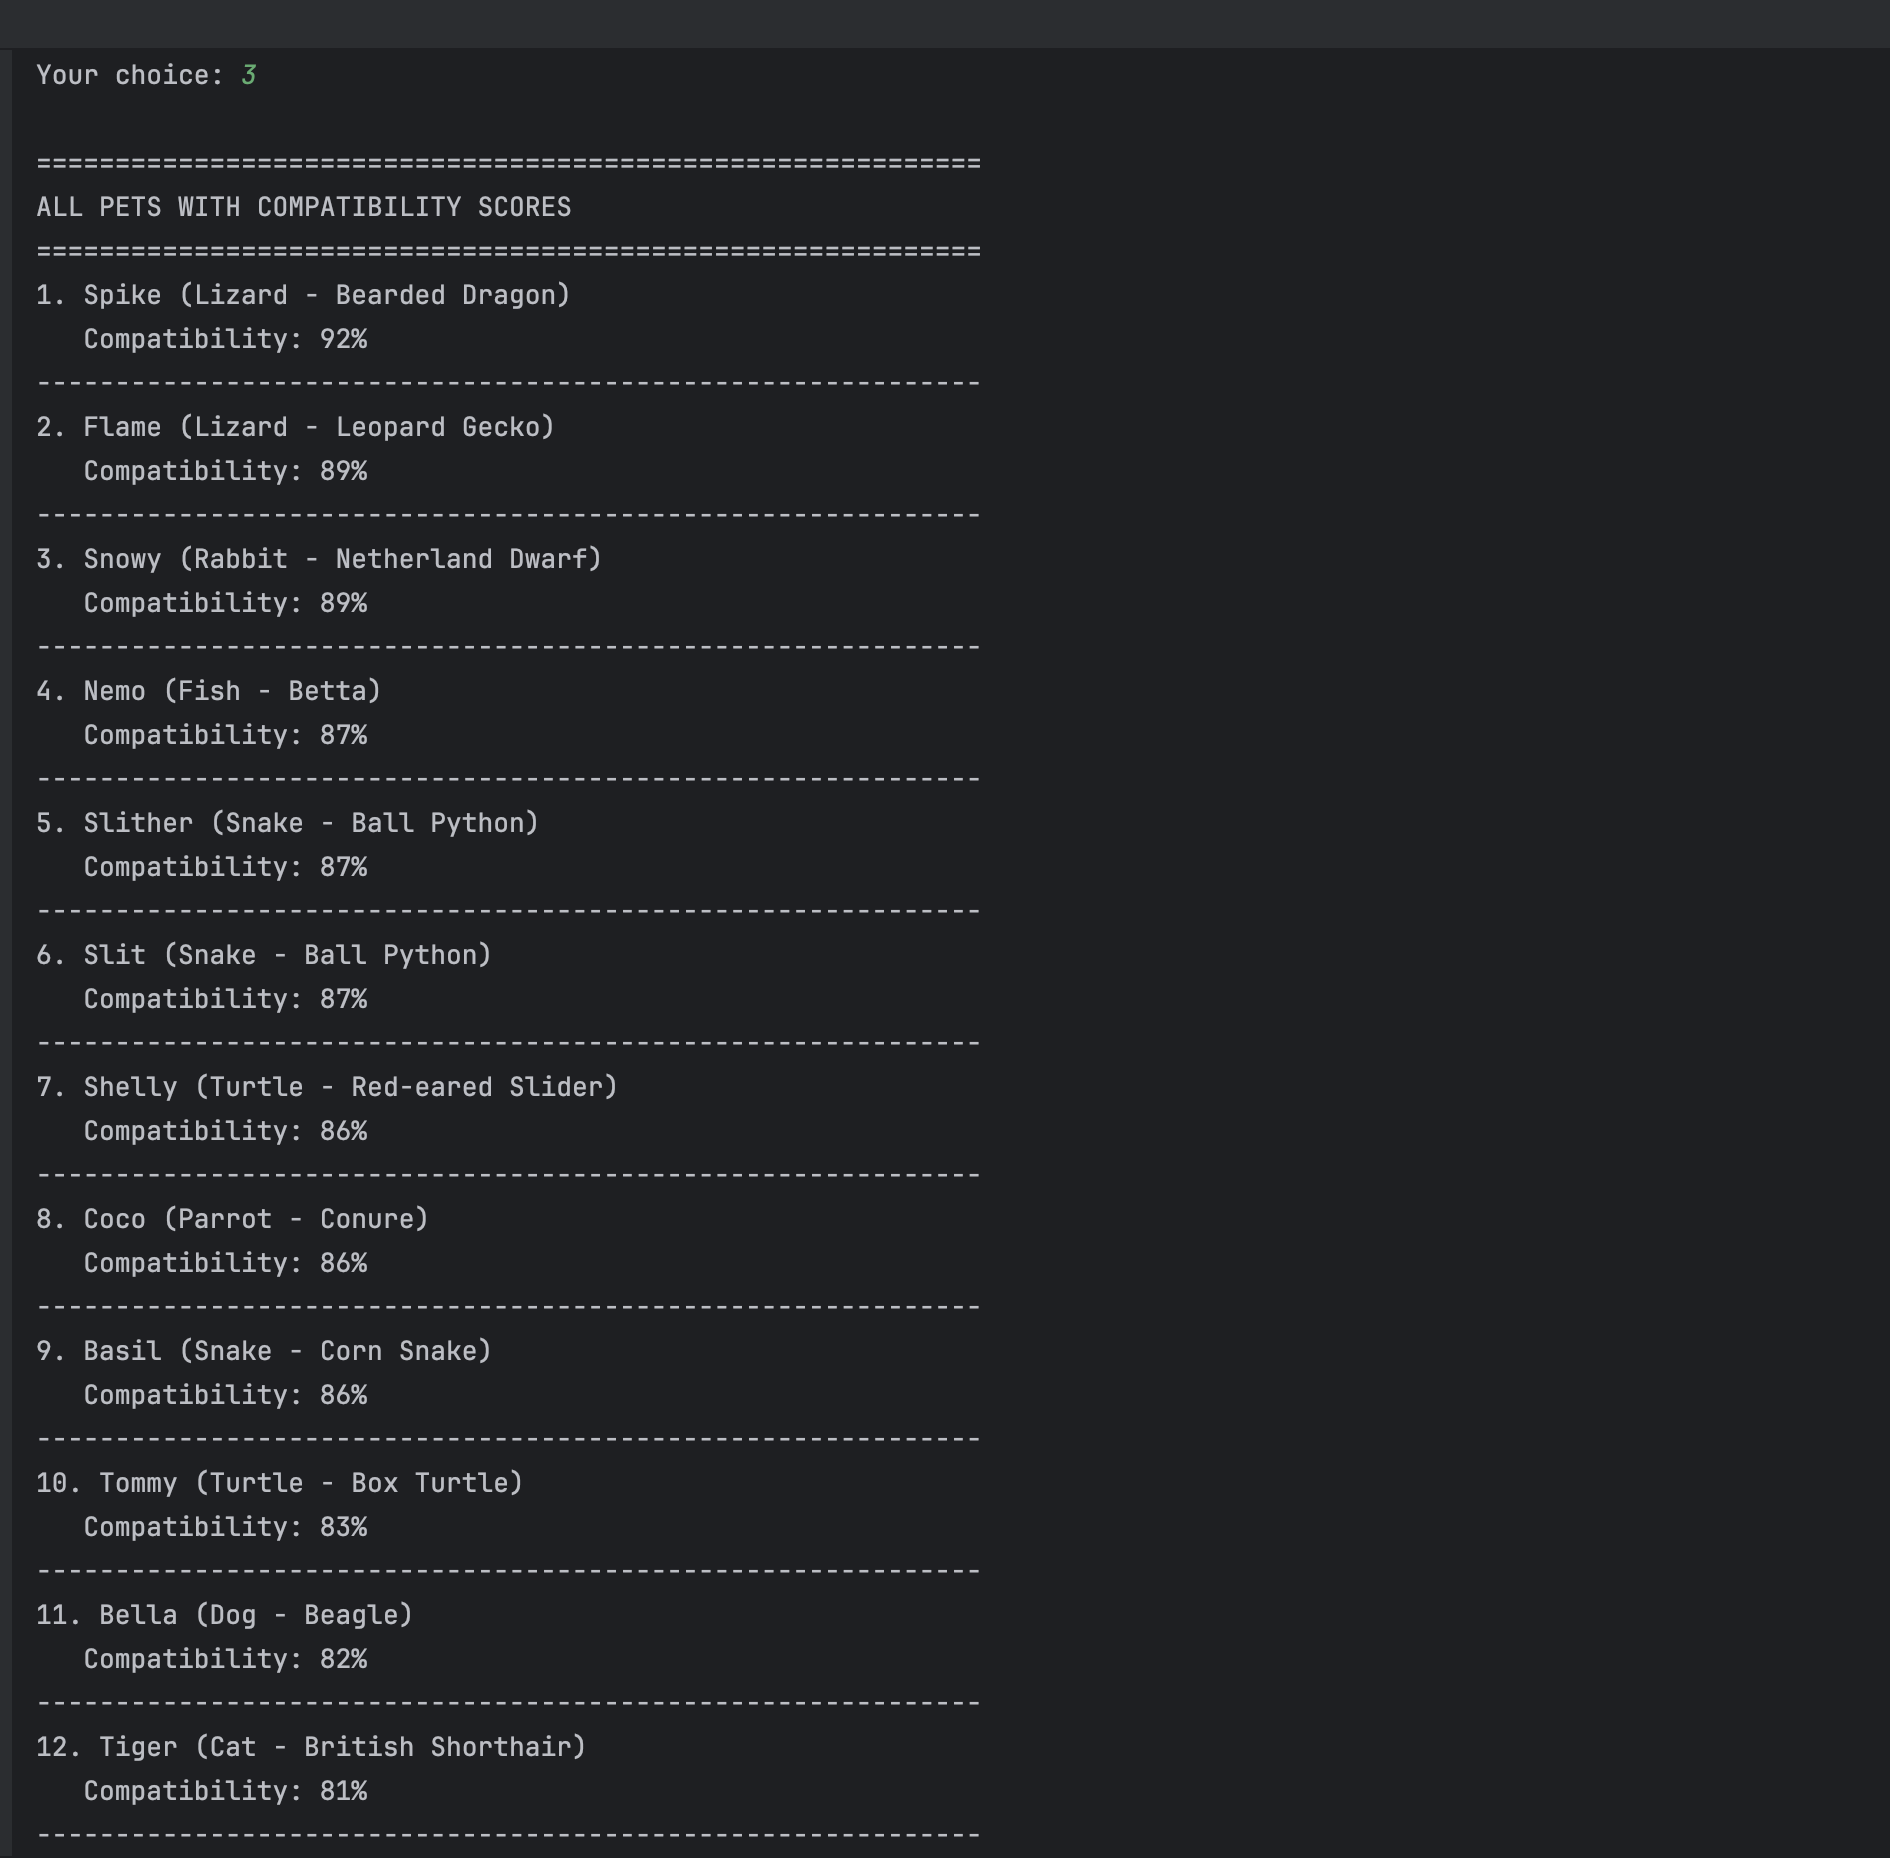 Your choice: 3
============================================================
ALL PETS WITH COMPATIBILITY SCORES
============================================================
1. Spike (Lizard - Bearded Dragon)
   Compatibility: 92%
------------------------------------------------------------
2. Flame (Lizard - Leopard Gecko)
   Compatibility: 89%
------------------------------------------------------------
3. Snowy (Rabbit - Netherland Dwarf)
   Compatibility: 89%
------------------------------------------------------------
4. Nemo (Fish - Betta)
   Compatibility: 87%
------------------------------------------------------------
5. Slither (Snake - Ball Python)
   Compatibility: 87%
------------------------------------------------------------
6. Slit (Snake - Ball Python)
   Compatibility: 87%
------------------------------------------------------------
7. Shelly (Turtle - Red-eared Slider)
   Compatibility: 86%
------------------------------------------------------------
8. Coco (Parrot - Conure)
   Compatibility: 86%
------------------------------------------------------------
9. Basil (Snake - Corn Snake)
   Compatibility: 86%
------------------------------------------------------------
10. Tommy (Turtle - Box Turtle)
   Compatibility: 83%
------------------------------------------------------------
11. Bella (Dog - Beagle)
   Compatibility: 82%
------------------------------------------------------------
12. Tiger (Cat - British Shorthair)
   Compatibility: 81%
------------------------------------------------------------